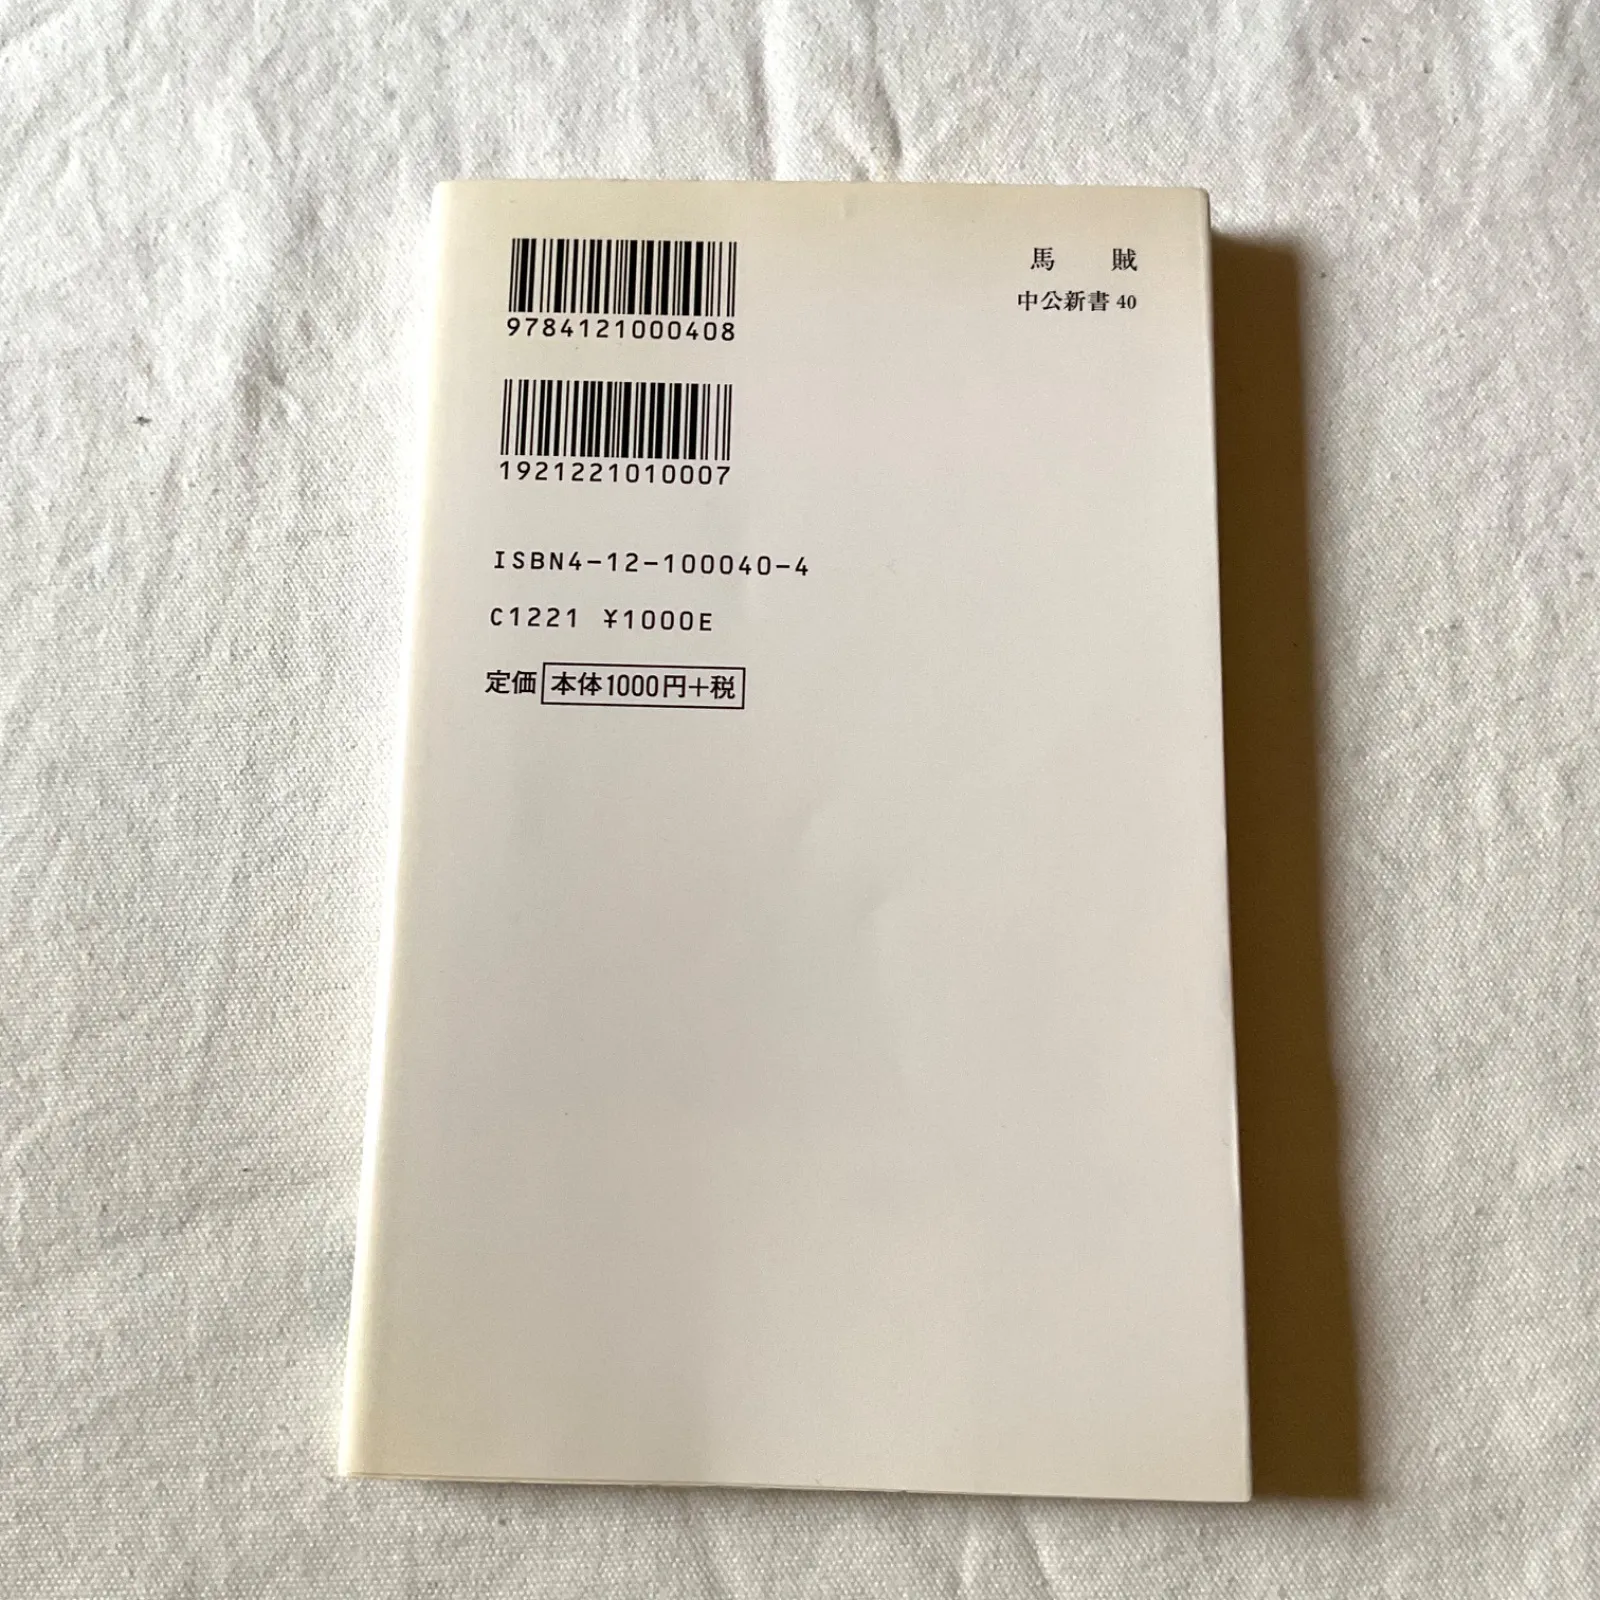 馬 賊
中公新書 40
9784121000408
1921221010007
ISBN4-12-100040-4
C1221 ¥1000E
定価 本体1000円+税